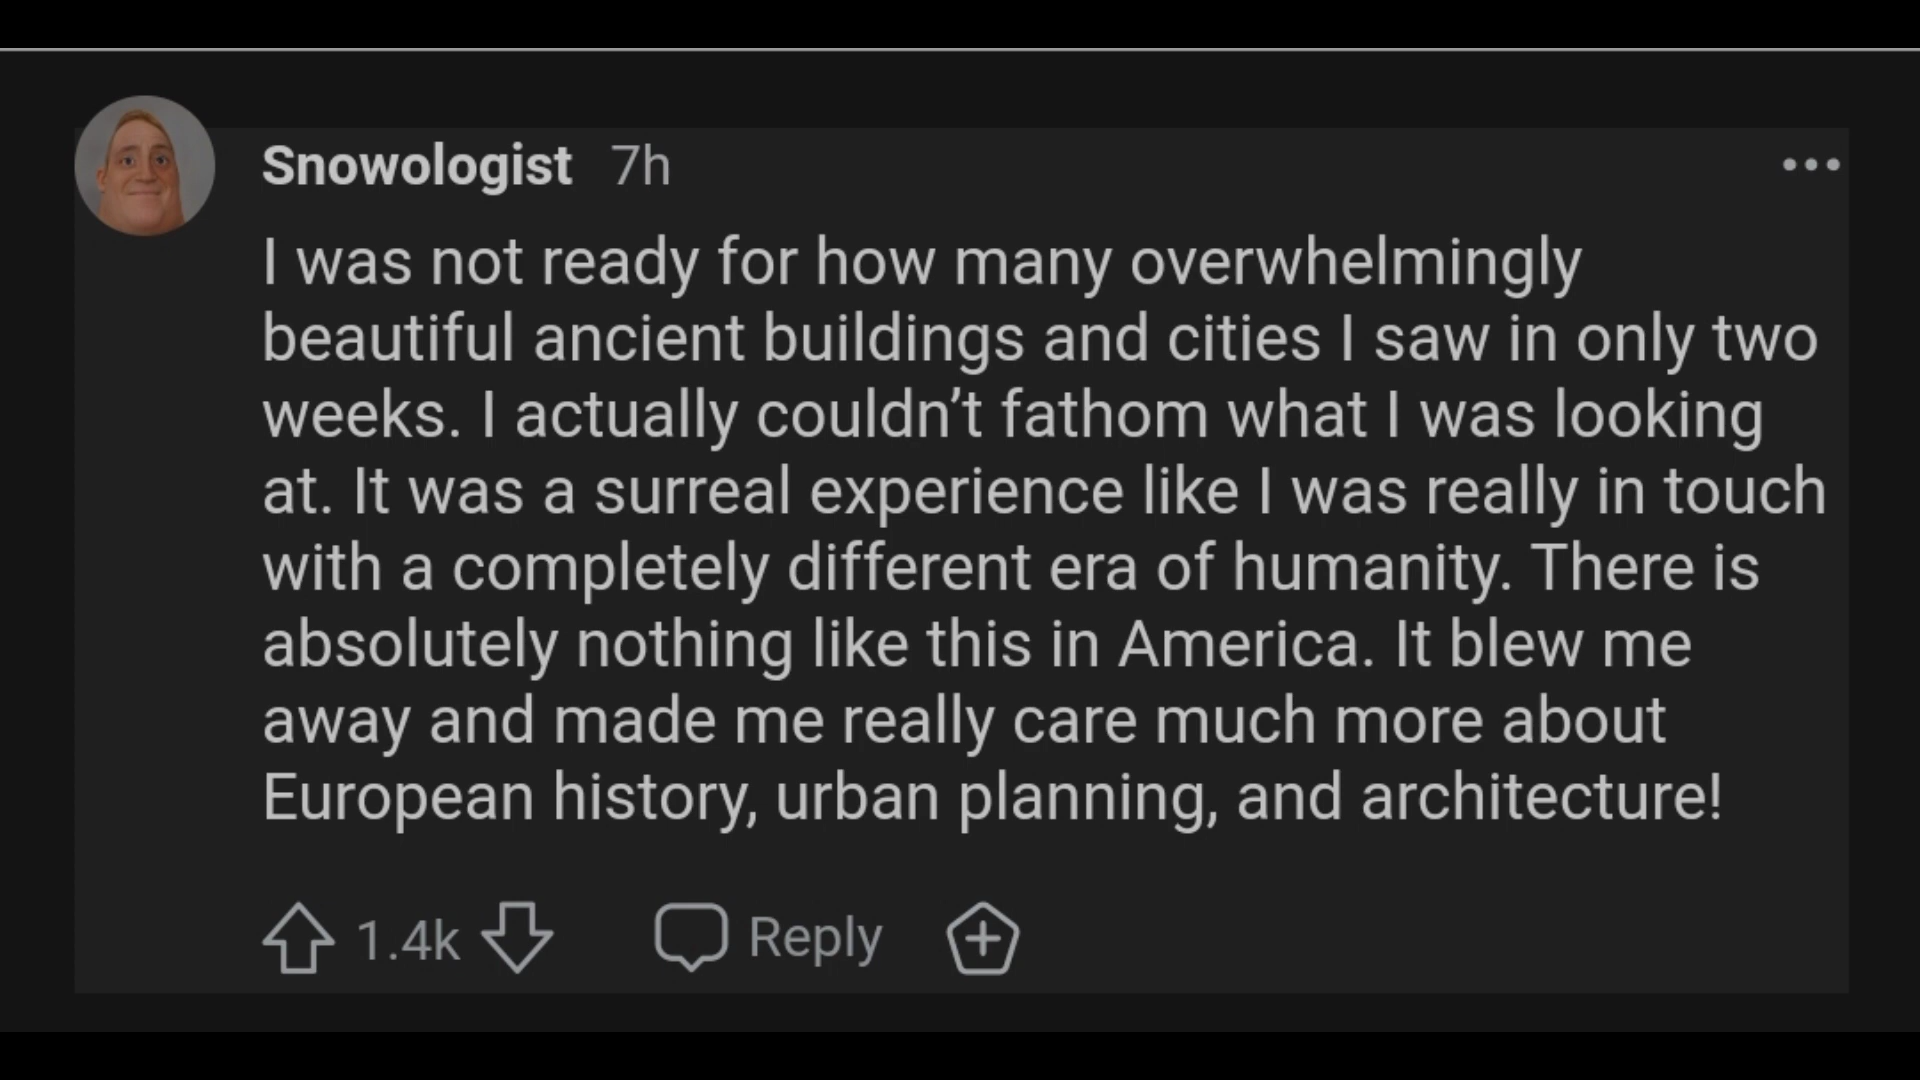 Snowologist 7h
I was not ready for how many overwhelmingly
beautiful ancient buildings and cities I saw in only two
weeks. I actually couldn’t fathom what I was looking
at. It was a surreal experience like I was really in touch
with a completely different era of humanity. There is
absolutely nothing like this in America. It blew me
away and made me really care much more about
European history, urban planning, and architecture!
1.4k Reply